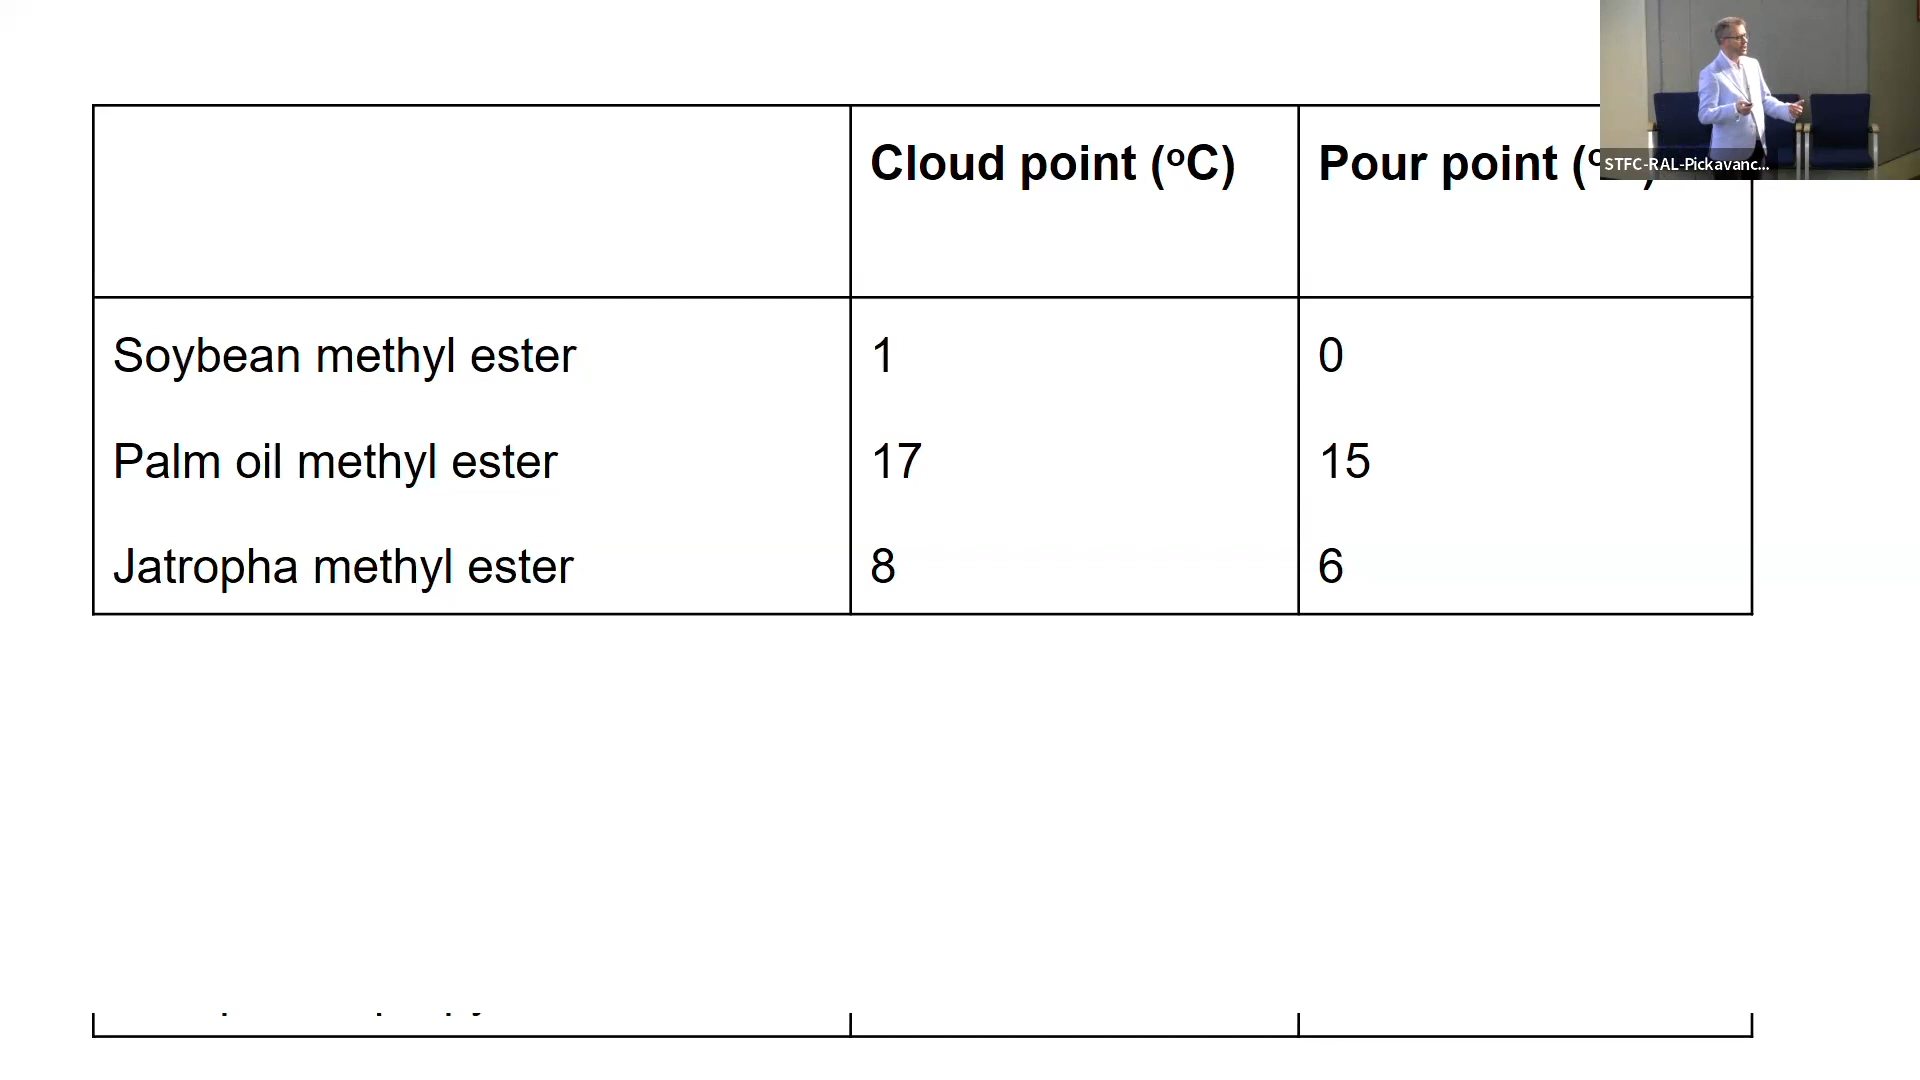 Cloud point (°C)
Pour point (
STFC-RAL-Pickavanc...
Soybean methyl ester 1 0
Palm oil methyl ester 17 15
Jatropha methyl ester 8 6